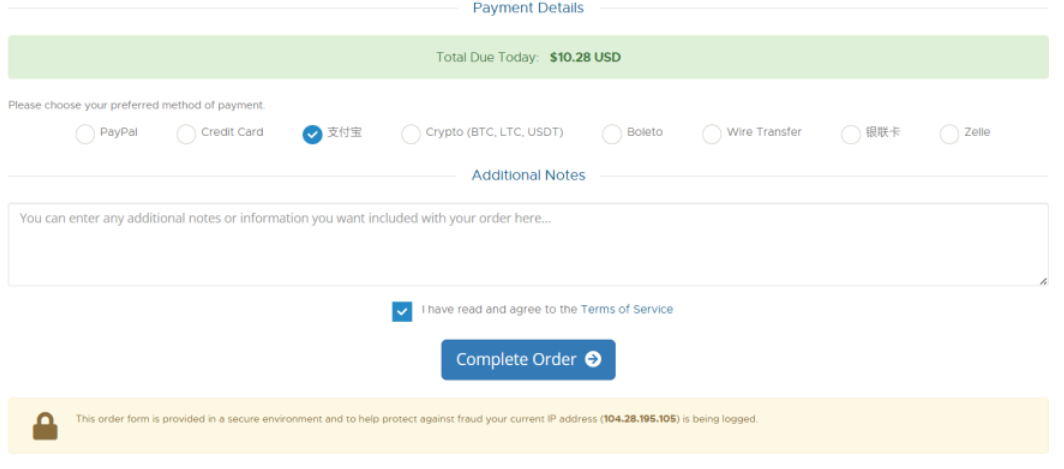 Payment Details
Total Due Today: $10.28 USD
Please choose your preferred method of payment.
PayPal Credit Card 支付宝 Crypto (BTC, LTC, USDT) Boleto Wire Transfer 银联卡 Zelle
Additional Notes
You can enter any additional notes or information you want included with your order here...
I have read and agree to the Terms of Service
Complete Order
This order form is provided in a secure environment and to help protect against fraud your current IP address (104.28.195.105) is being logged.